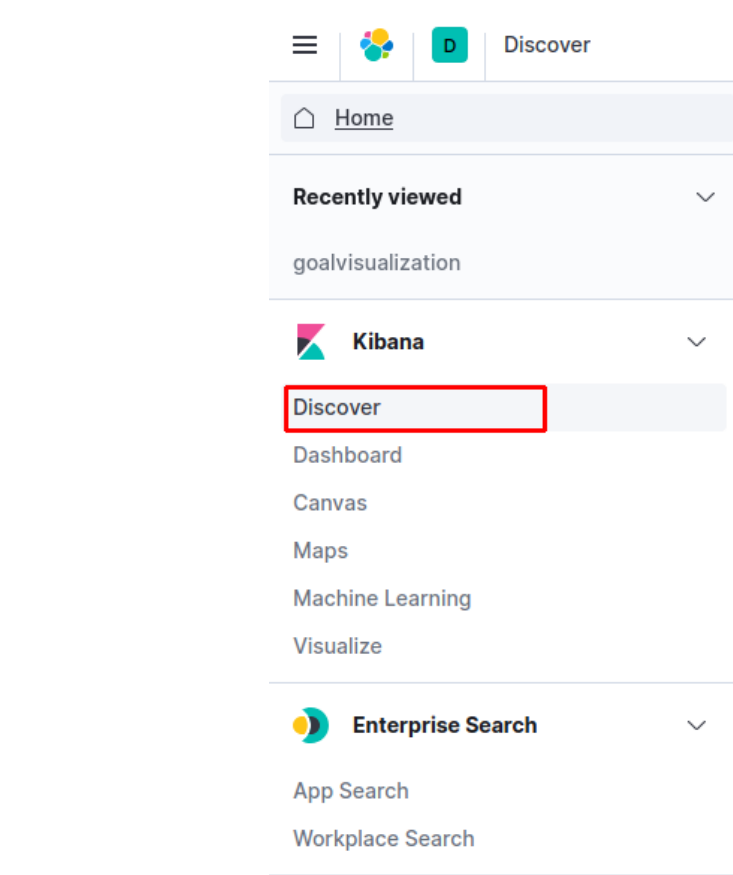 D Discover
Home
Recently viewed
goalvisualization
Kibana
Discover
Dashboard
Canvas
Maps
Machine Learning
Visualize
Enterprise Search
App Search
Workplace Search